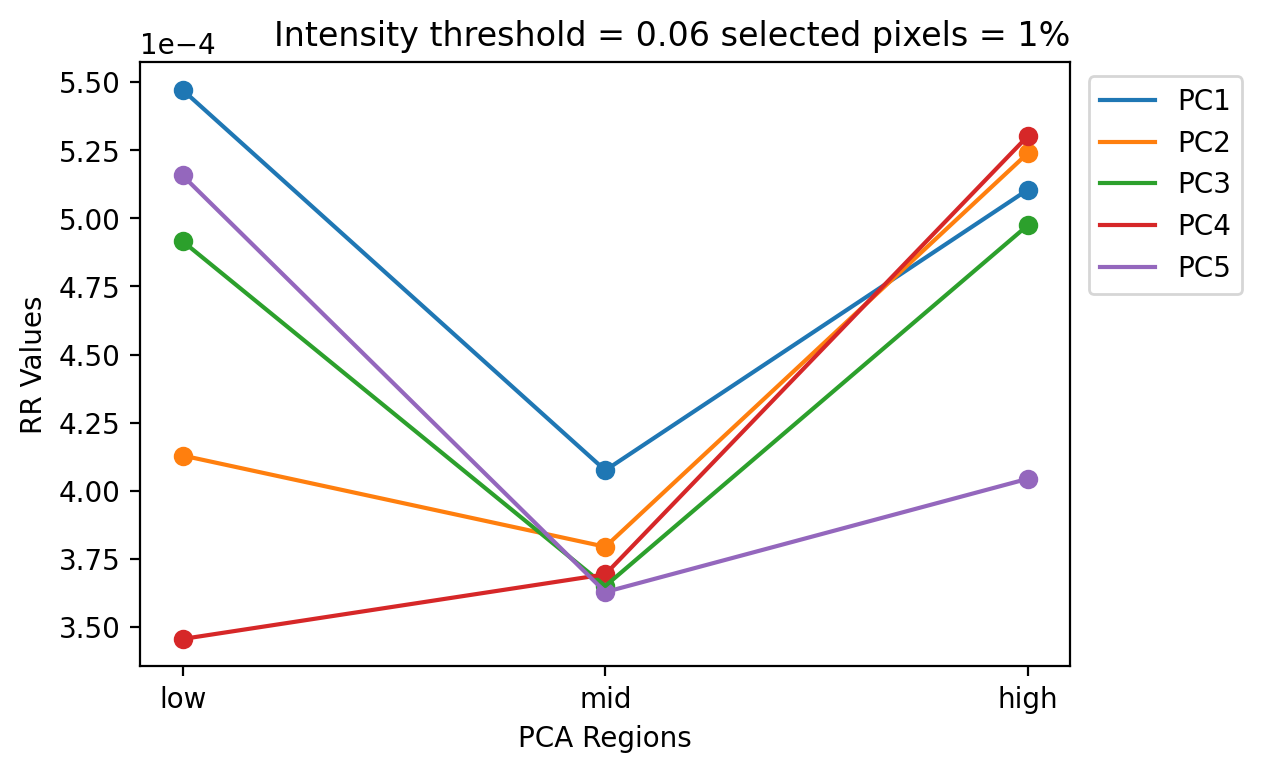 Intensity threshold = 0.06 selected pixels = 1%
1e−4
5.50
5.25
5.00
4.75
4.50
4.25
4.00
3.75
3.50
RR Values
low
mid
high
PCA Regions
PC1
PC2
PC3
PC4
PC5